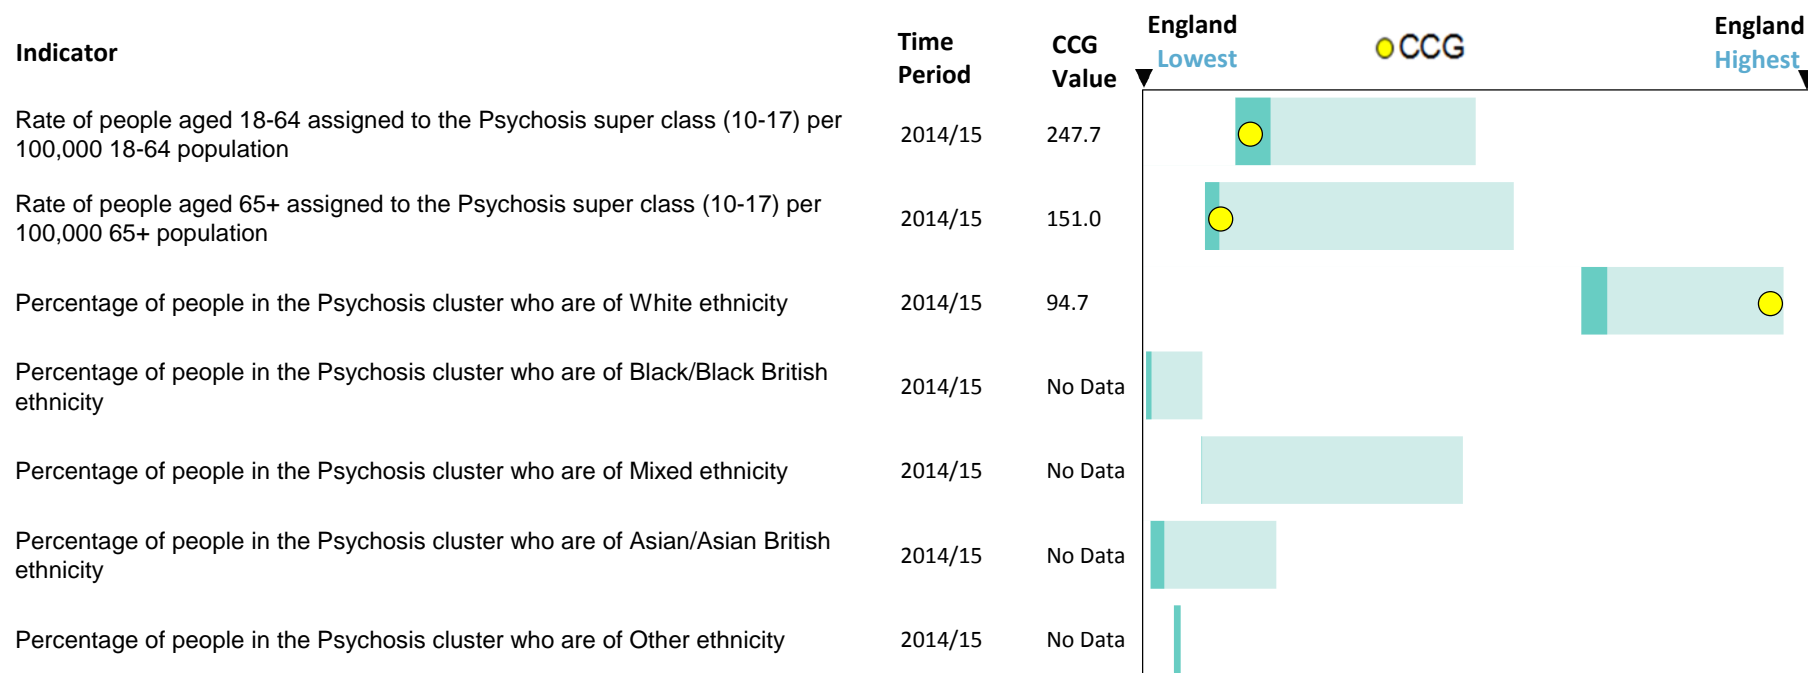 Indicator
Time
Period
CCG
Value
England
Lowest
CCG
England
Highest
Rate of people aged 18-64 assigned to the Psychosis super class (10-17) per
100,000 18-64 population
2014/15
247.7
Rate of people aged 65+ assigned to the Psychosis super class (10-17) per
100,000 65+ population
2014/15
151.0
Percentage of people in the Psychosis cluster who are of White ethnicity
2014/15
94.7
Percentage of people in the Psychosis cluster who are of Black/Black British
ethnicity
2014/15
No Data
Percentage of people in the Psychosis cluster who are of Mixed ethnicity
2014/15
No Data
Percentage of people in the Psychosis cluster who are of Asian/Asian British
ethnicity
2014/15
No Data
Percentage of people in the Psychosis cluster who are of Other ethnicity
2014/15
No Data